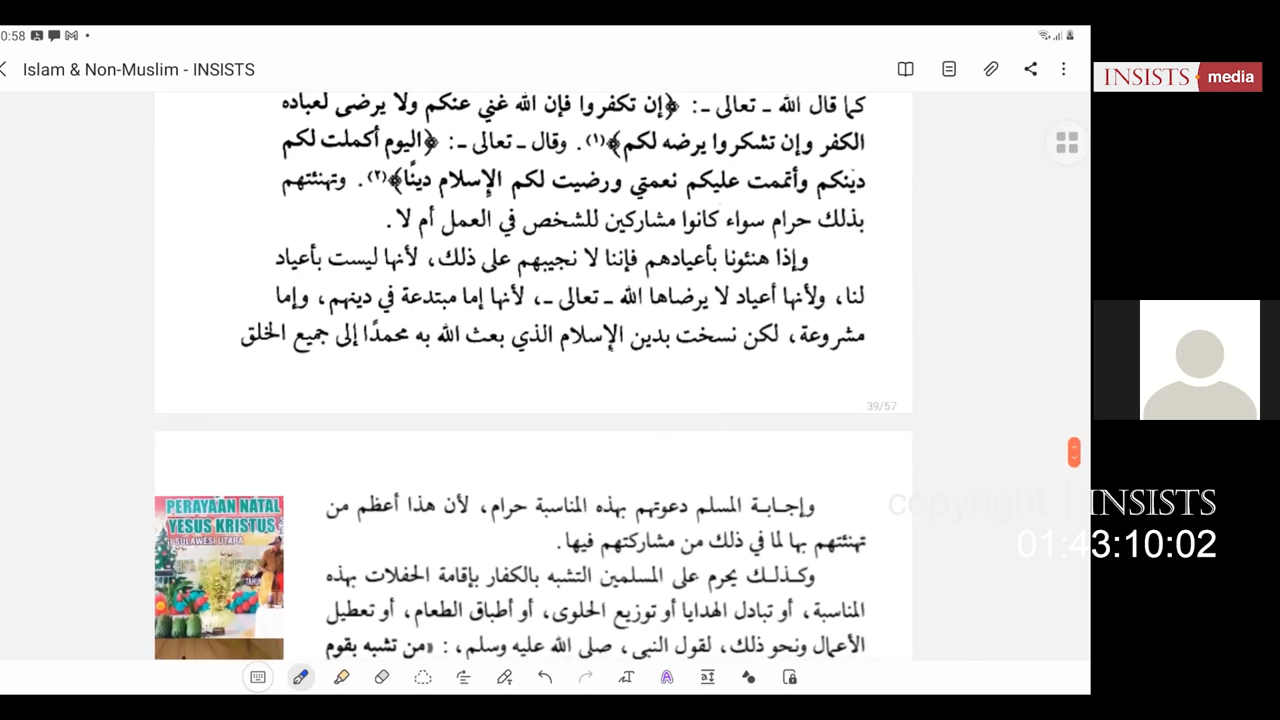 0:58
Islam & Non-Muslim - INSISTS
INSISTS media
كما قال الله ـ تعالى ـ: ﴿إن تكفروا فإن الله غني عنكم ولا يرضى لعباده
الكفر وإن تشكروا يرضه لكم﴾(١). وقال ـ تعالى ـ: ﴿اليوم أكملت لكم
دينكم وأتممت عليكم نعمتي ورضيت لكم الإسلام دينًا﴾(٢). وتهنئتهم
بذلك حرام سواء كانوا مشاركين للشخص في العمل أم لا.
وإذا هنئونا بأعيادهم فإننا لا نجيبهم على ذلك، لأنها ليست بأعياد
لنا، ولأنها أعياد لا يرضاها الله ـ تعالى ـ، لأنها إما مبتدعة في دينهم، وإما
مشروعة، لكن نسخت بدين الإسلام الذي بعث الله به محمدًا إلى جميع الخلق
39/57
وإجـابـة المسلم دعوتهم بهذه المناسبة حرام، لأن هذا أعظم من
تهنئتهم بها لما في ذلك من مشاركتهم فيها.
وكـذلـك يحرم على المسلمين التشبه بالكفار بإقامة الحفلات بهذه
المناسبة، أو تبادل الهدايا أو توزيع الحلوى، أو أطباق الطعام، أو تعطيل
الأعمال ونحو ذلك، لقول النبي، صلى الله عليه وسلم،: «من تشبه بقوم
PERAYAAN NATAL
YESUS KRISTUS
SULAWESI UTARA
copyright | INSISTS
01:43:10:02